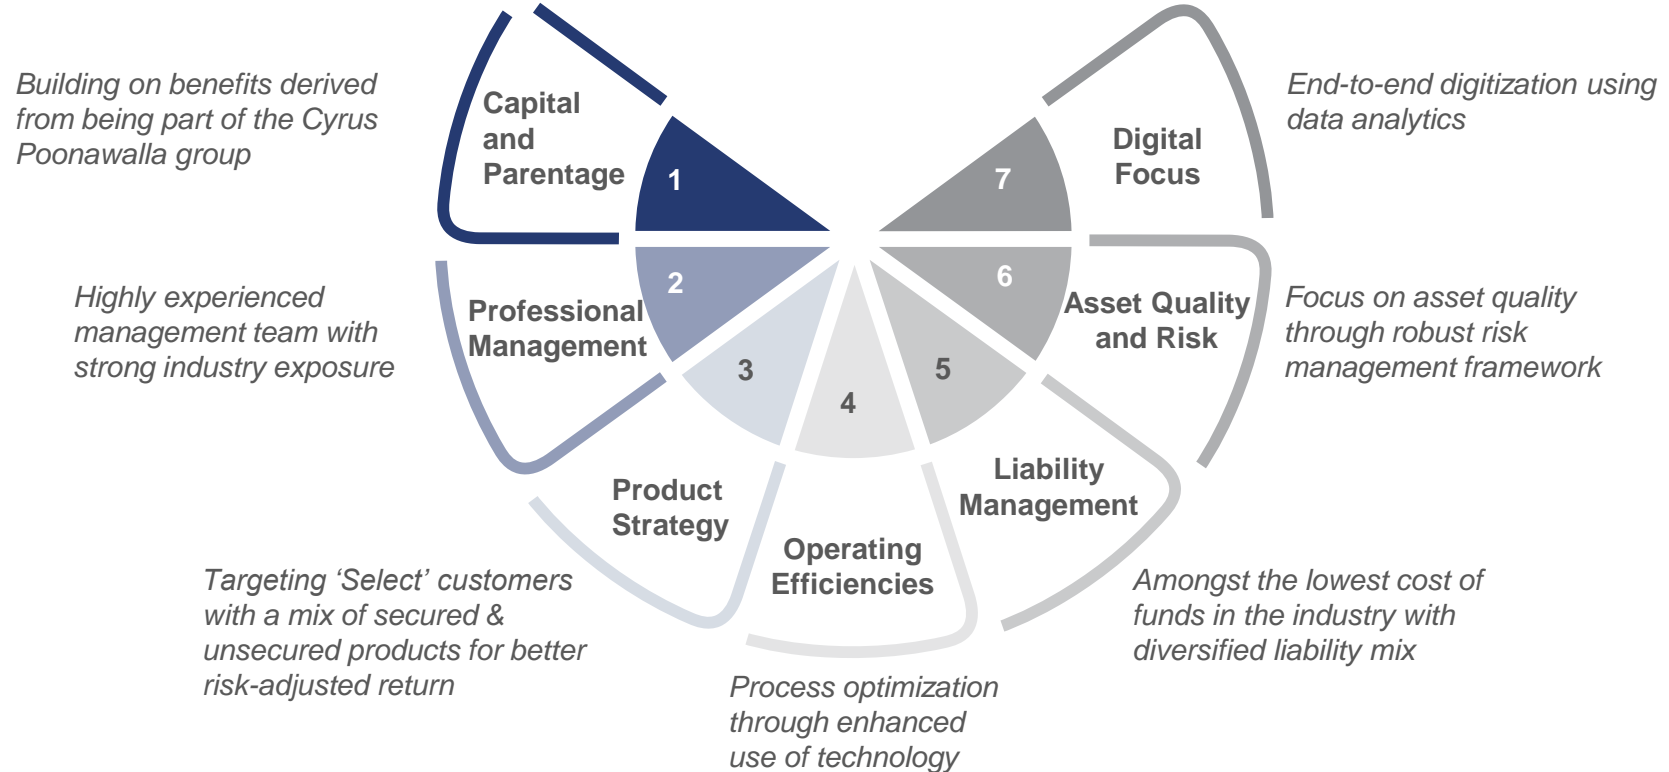 Building on benefits derived
from being part of the Cyrus
Poonawalla group
Capital
and
Parentage
1
Highly experienced
management team with
strong industry exposure
Professional
Management
2
Targeting ‘Select’ customers
with a mix of secured &
unsecured products for better
risk-adjusted return
Product
Strategy
3
Process optimization
through enhanced
use of technology
Operating
Efficiencies
4
Liability
Management
5
Amongst the lowest cost of
funds in the industry with
diversified liability mix
Asset Quality
and Risk
6
Focus on asset quality
through robust risk
management framework
Digital
Focus
7
End-to-end digitization using
data analytics